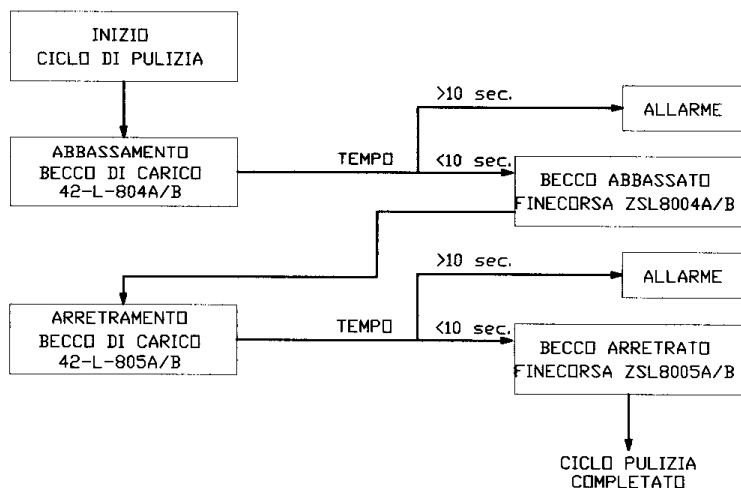 INIZIO
CICLO DI PULIZIA
>10 sec.
ALLARME
ABBASSAMENTO
BECCO DI CARICO
42-L-804A/B
TEMPO
<10 sec.
BECCO ABBASSATO
FINECORSA ZSL8004A/B
>10 sec.
ALLARME
ARRETRAMENTO
BECCO DI CARICO
42-L-805A/B
TEMPO
<10 sec.
BECCO ARRETRATO
FINECORSA ZSL8005A/B
CICLO PULIZIA
COMPLETATO